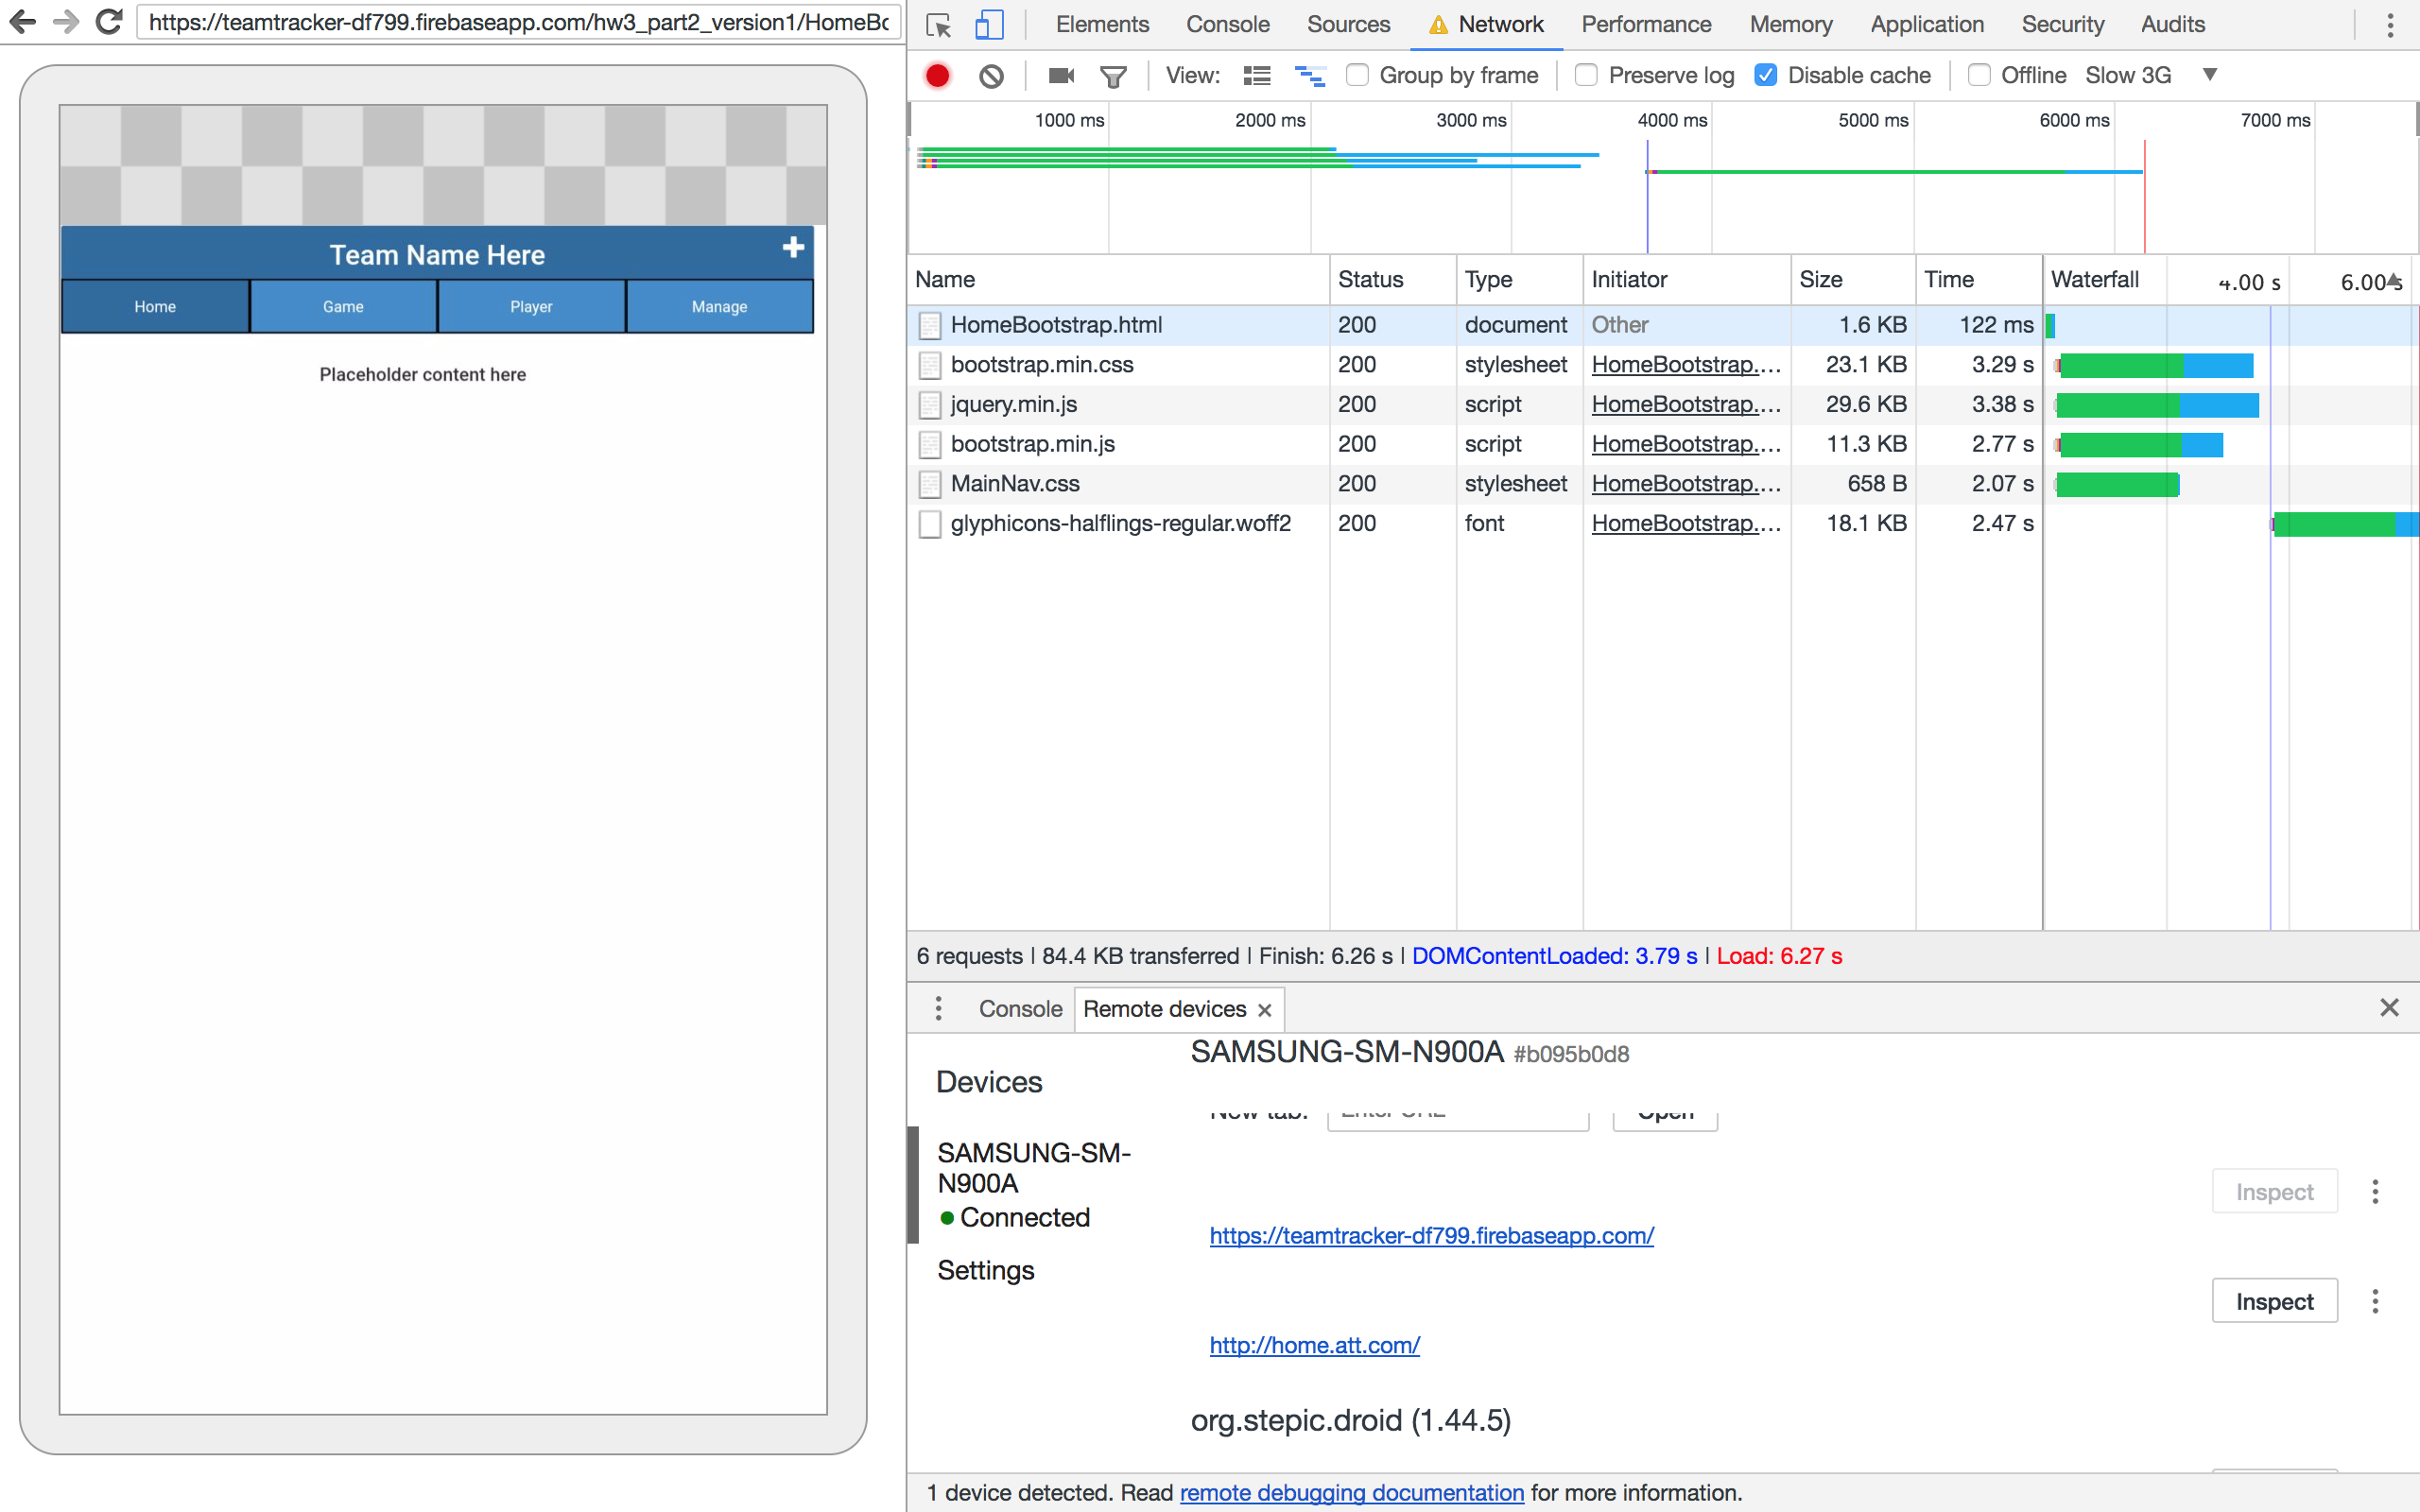 https://teamtracker-df799.firebaseapp.com/hw3_part2_version1/HomeBo
Team Name Here
Home Game Player Manage
Placeholder content here
Elements Console Sources Network Performance Memory Application Security Audits
View: Group by frame Preserve log Disable cache Offline Slow 3G
1000 ms 2000 ms 3000 ms 4000 ms 5000 ms 6000 ms 7000 ms
Name Status Type Initiator Size Time Waterfall 4.00 s 6.00 s
HomeBootstrap.html 200 document Other 1.6 KB 122 ms
bootstrap.min.css 200 stylesheet HomeBootstrap.... 23.1 KB 3.29 s
jquery.min.js 200 script HomeBootstrap.... 29.6 KB 3.38 s
bootstrap.min.js 200 script HomeBootstrap.... 11.3 KB 2.77 s
MainNav.css 200 stylesheet HomeBootstrap.... 658 B 2.07 s
glyphicons-halflings-regular.woff2 200 font HomeBootstrap.... 18.1 KB 2.47 s
6 requests | 84.4 KB transferred | Finish: 6.26 s | DOMContentLoaded: 3.79 s | Load: 6.27 s
Console Remote devices
Devices
SAMSUNG-SM-
N900A
Connected
Settings
SAMSUNG-SM-N900A #b095b0d8
New tab: Enter URL Open
Inspect
https://teamtracker-df799.firebaseapp.com/
Inspect
http://home.att.com/
org.stepic.droid (1.44.5)
1 device detected. Read remote debugging documentation for more information.